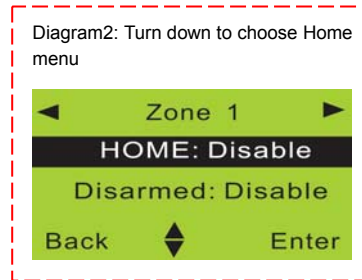 Diagram2: Turn down to choose Home
menu
Zone 1
HOME: Disable
Disarmed: Disable
Back Enter